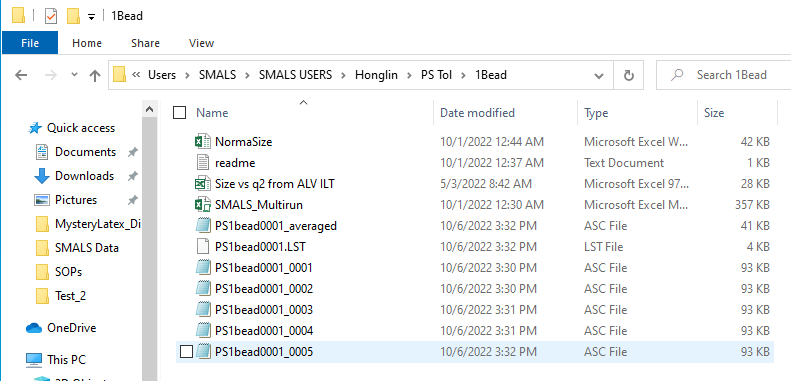 1Bead
File Home Share View
« Users > SMALS > SMALS USERS > Honglin > PS Tol > 1Bead Search 1Bead
Name Date modified Type Size
Quick access
Documents
Downloads
Pictures
MysteryLatex_Di
SMALS Data
SOPs
Test_2
OneDrive
This PC
NormaSize 10/1/2022 12:44 AM Microsoft Excel W... 42 KB
readme 10/1/2022 12:37 AM Text Document 1 KB
Size vs q2 from ALV ILT 5/3/2022 8:42 AM Microsoft Excel 97... 28 KB
SMALS_Multirun 10/1/2022 12:30 AM Microsoft Excel M... 357 KB
PS1bead0001_averaged 10/6/2022 3:32 PM ASC File 41 KB
PS1bead0001.LST 10/6/2022 3:32 PM LST File 4 KB
PS1bead0001_0001 10/6/2022 3:30 PM ASC File 93 KB
PS1bead0001_0002 10/6/2022 3:30 PM ASC File 93 KB
PS1bead0001_0003 10/6/2022 3:31 PM ASC File 93 KB
PS1bead0001_0004 10/6/2022 3:31 PM ASC File 93 KB
PS1bead0001_0005 10/6/2022 3:32 PM ASC File 93 KB